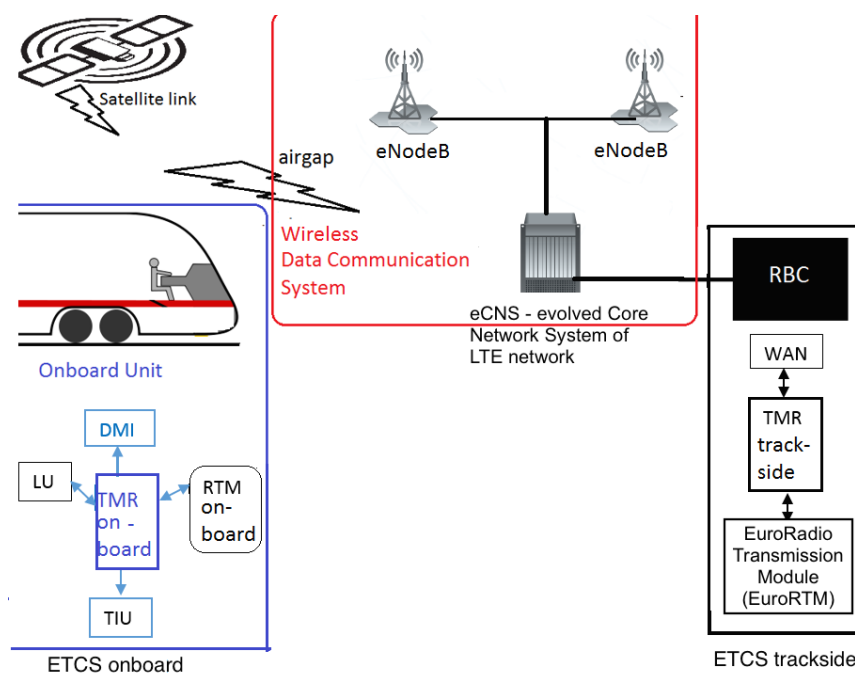 Satellite link
airgap
eNodeB
eNodeB
Wireless
Data Communication
System
eCNS - evolved Core
Network System of
LTE network
RBC
WAN
TMR
track-
side
EuroRadio
Transmission
Module
(EuroRTM)
ETCS trackside
Onboard Unit
DMI
LU
TMR
on -
board
RTM
on-
board
TIU
ETCS onboard